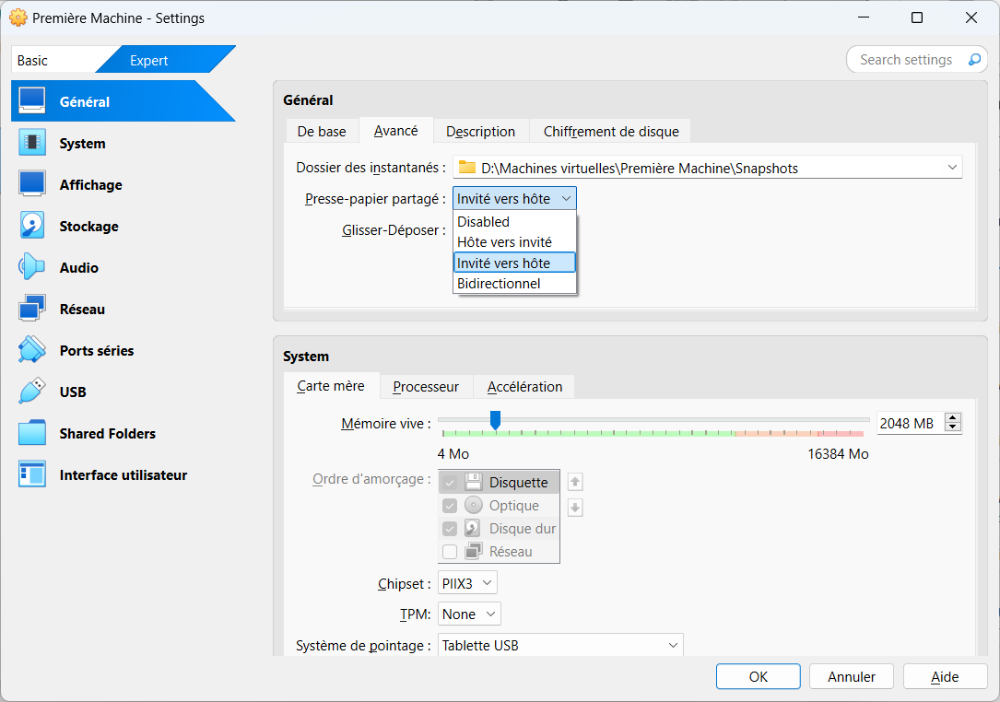 Première Machine - Settings
Basic
Expert
Search settings
Général
System
Affichage
Stockage
Audio
Réseau
Ports séries
USB
Shared Folders
Interface utilisateur
Général
De base
Avancé
Description
Chiffrement de disque
Dossier des instantanés :
D:\Machines virtuelles\Première Machine\Snapshots
Presse-papier partagé :
Invité vers hôte
Glisser-Déposer :
Disabled
Hôte vers invité
Invité vers hôte
Bidirectionnel
System
Carte mère
Processeur
Accélération
Mémoire vive :
2048 MB
4 Mo
16384 Mo
Ordre d'amorçage :
Disquette
Optique
Disque dur
Réseau
Chipset :
PIIX3
TPM:
None
Système de pointage :
Tablette USB
OK
Annuler
Aide